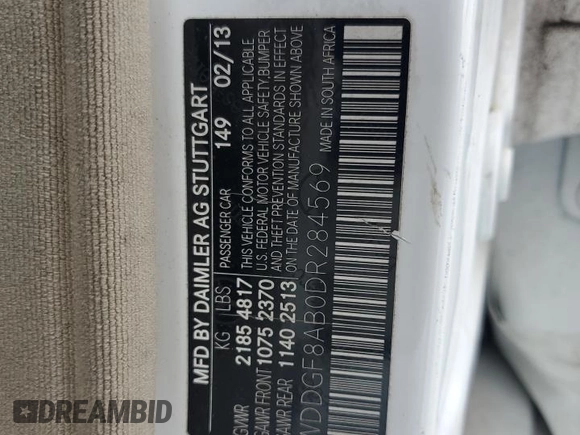 MFD BY DAIMLER AG STUTTGART
KG LBS PASSENGER CAR 149 02/13
GVWR 2185 4817 THIS VEHICLE CONFORMS TO ALL APPLICABLE
GAWR FRONT 1075 2370 U.S. FEDERAL MOTOR VEHICLE SAFETY,BUMPER
GAWR REAR 1140 2513 AND THEFT PREVENTION STANDARDS IN EFFECT
ON THE DATE OF MANUFACTURE SHOWN ABOVE
MADE IN SOUTH AFRICA
WDDGF8AB0DR284569
DREAMBID